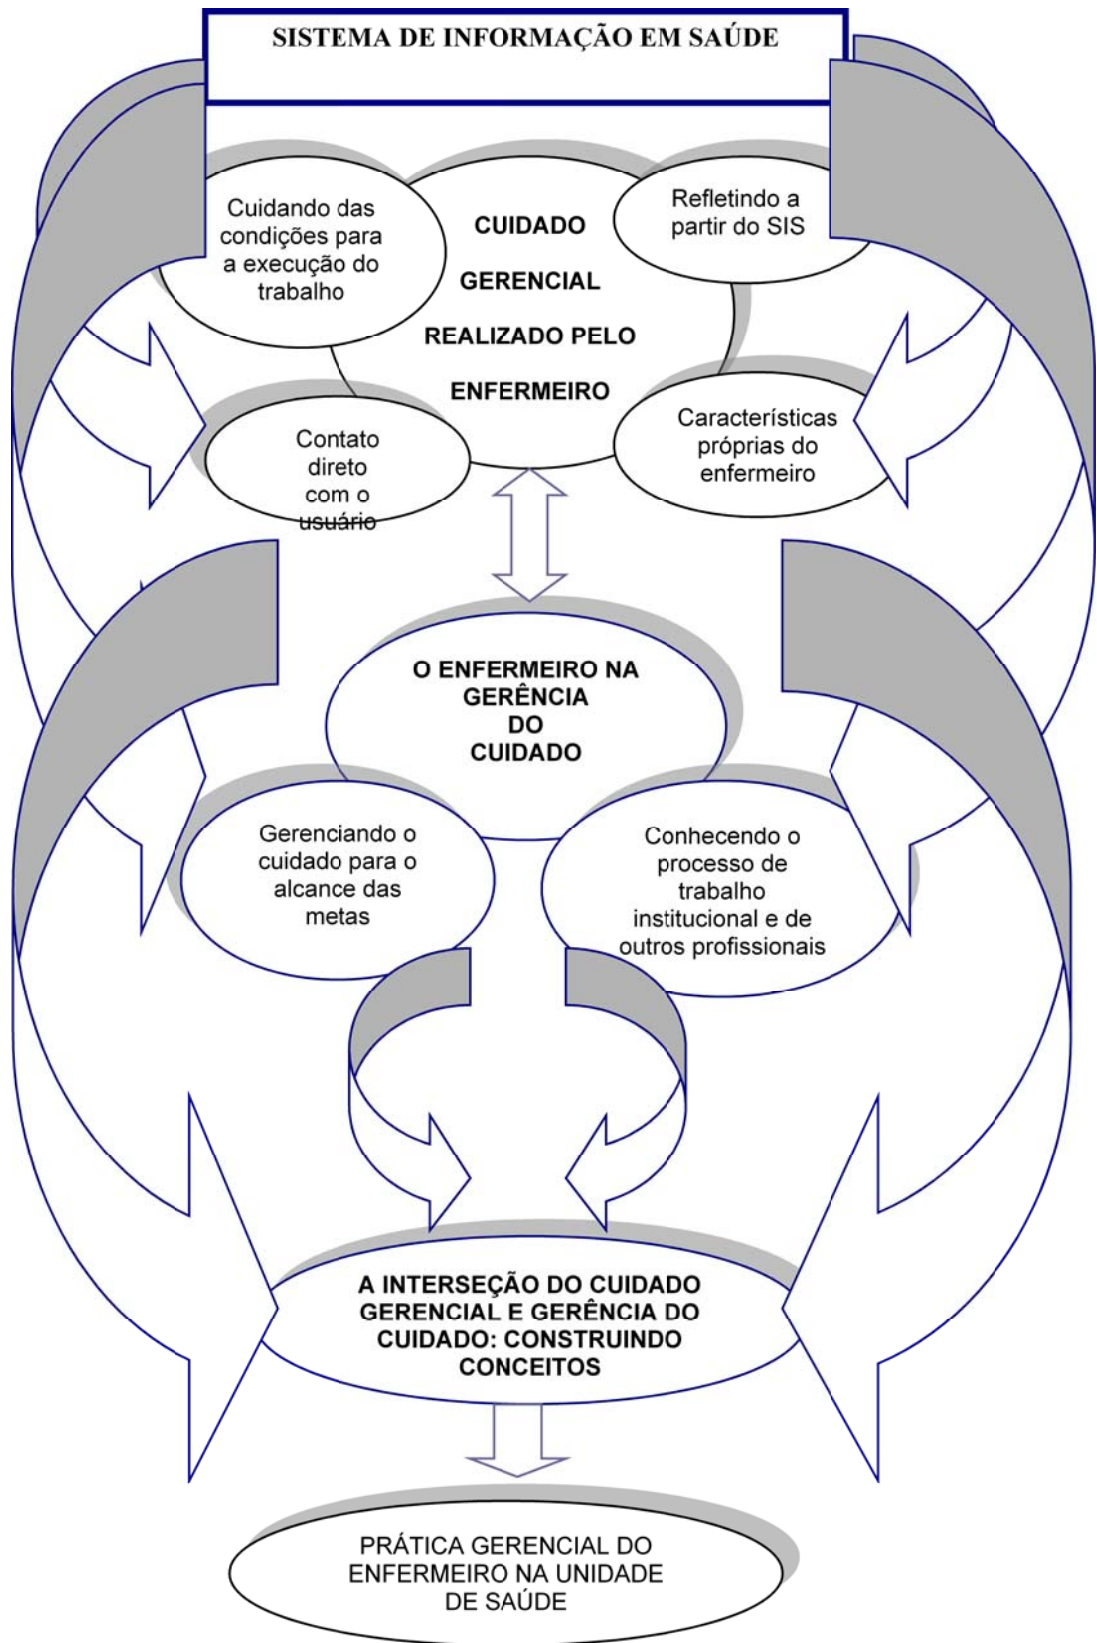 SISTEMA DE INFORMAÇÃO EM SAÚDE
Cuidando das
condições para
a execução do
trabalho
CUIDADO
GERENCIAL
REALIZADO PELO
ENFERMEIRO
Refletindo a
partir do SIS
Contato
direto
com o
usuário
Características
próprias do
enfermeiro
O ENFERMEIRO NA
GERÊNCIA
DO
CUIDADO
Gerenciando o
cuidado para o
alcance das
metas
Conhecendo o
processo de
trabalho
institucional e de
outros profissionais
A INTERSEÇÃO DO CUIDADO
GERENCIAL E GERÊNCIA DO
CUIDADO: CONSTRUINDO
CONCEITOS
PRÁTICA GERENCIAL DO
ENFERMEIRO NA UNIDADE
DE SAÚDE